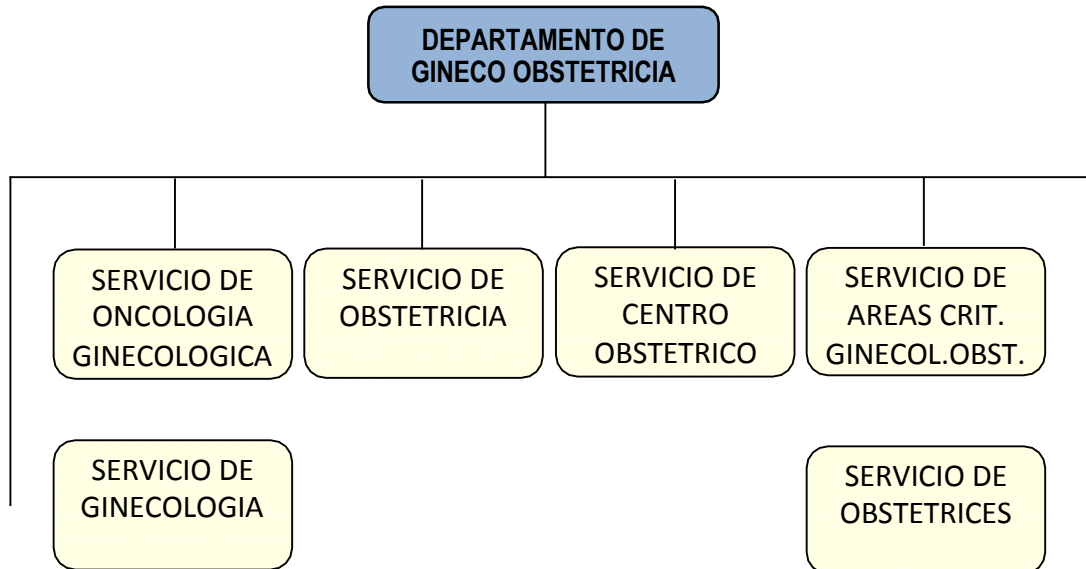 DEPARTAMENTO DE
GINECO OBSTETRICIA
SERVICIO DE
ONCOLOGIA
GINECOLOGICA
SERVICIO DE
OBSTETRICIA
SERVICIO DE
CENTRO
OBSTETRICO
SERVICIO DE
AREAS CRIT.
GINECOL.OBST.
SERVICIO DE
GINECOLOGIA
SERVICIO DE
OBSTETRICES